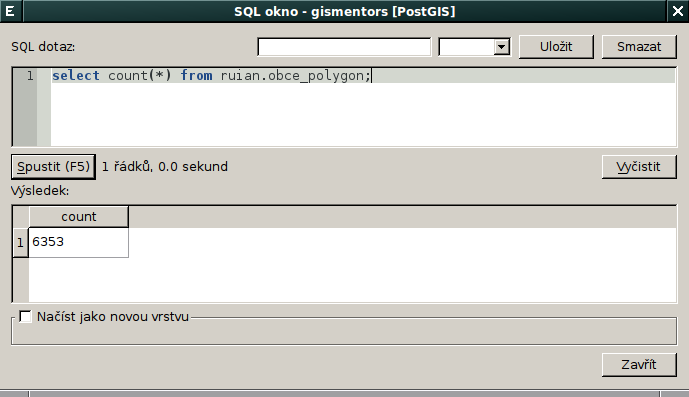 E SQL okno - gismentors [PostGIS]
SQL dotaz: Uložit Smazat
1 select count(*) from ruian.obce_polygon;
Spustit (F5) 1 řádků, 0.0 sekund Vyčistit
Výsledek:
count
1 6353
Načíst jako novou vrstvu
Zavřít